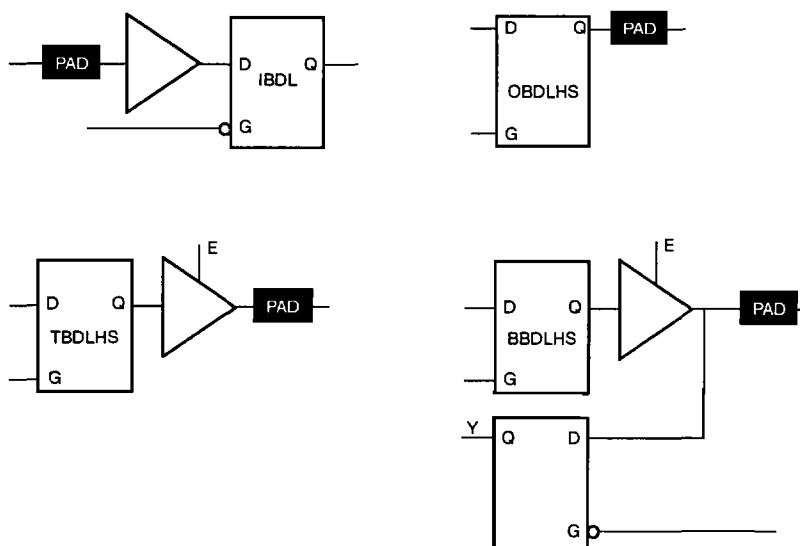 PAD
D Q
IBDL
G
D Q PAD
OBDLHS
G
E
D Q PAD
TBDLHS
G
E
D Q PAD
BBDLHS
G
Y Q D
G